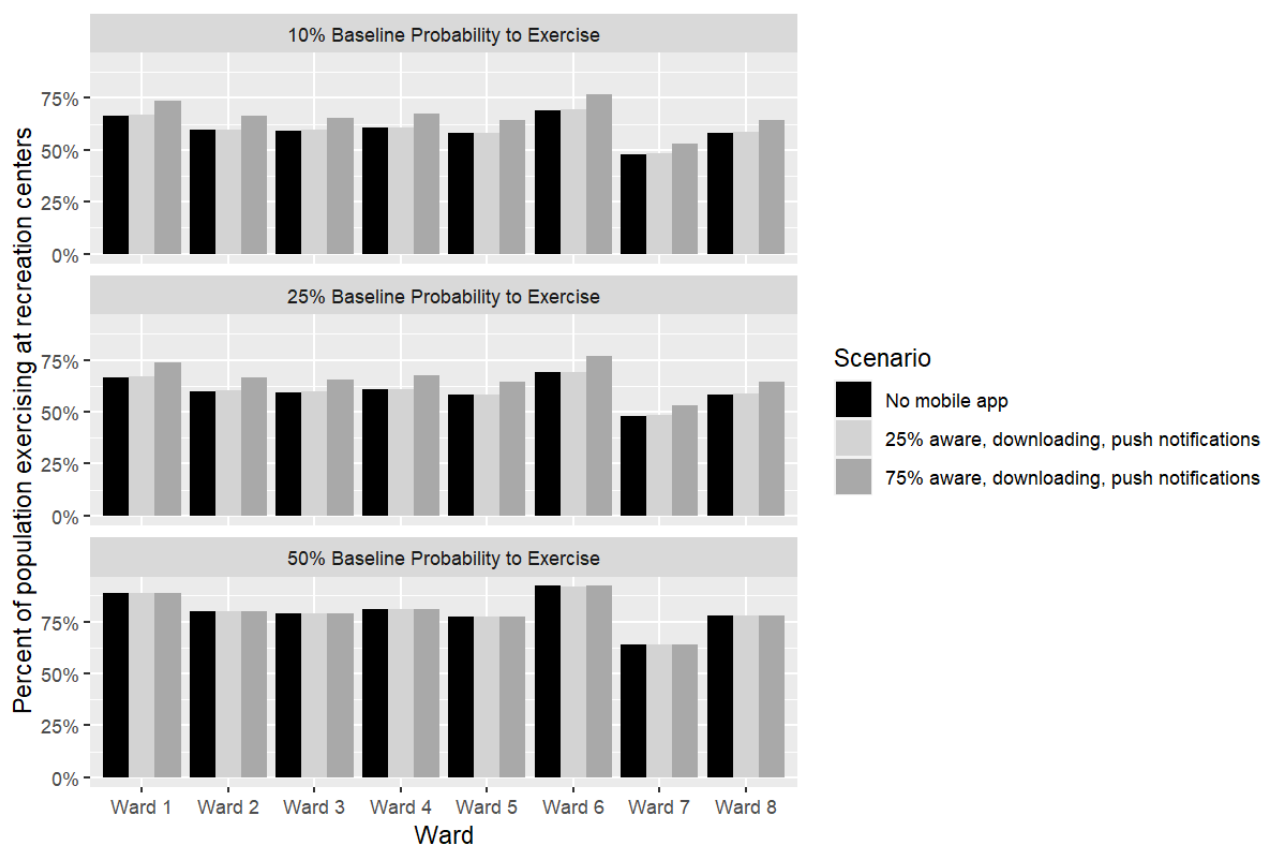 10% Baseline Probability to Exercise
75%
50%
25%
0%
25% Baseline Probability to Exercise
75%
50%
25%
0%
50% Baseline Probability to Exercise
75%
50%
25%
0%
Percent of population exercising at recreation centers
Ward 1 Ward 2 Ward 3 Ward 4 Ward 5 Ward 6 Ward 7 Ward 8
Ward
Scenario
No mobile app
25% aware, downloading, push notifications
75% aware, downloading, push notifications